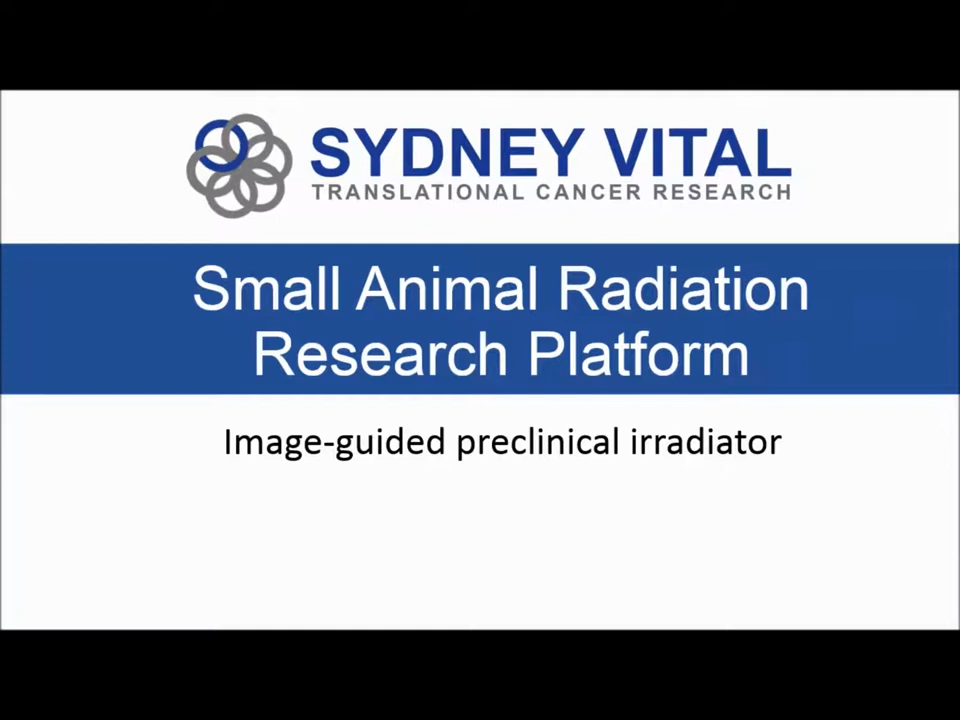 SYDNEY VITAL
TRANSLATIONAL CANCER RESEARCH
Small Animal Radiation
Research Platform
Image-guided preclinical irradiator